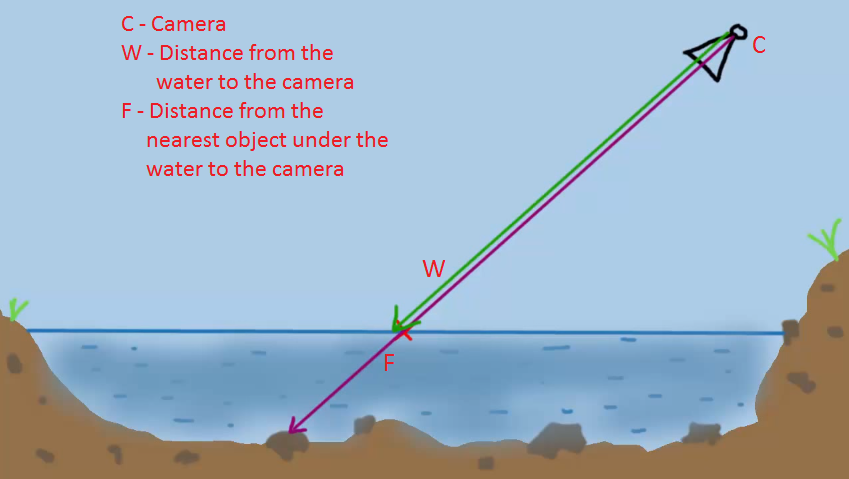 C - Camera
W - Distance from the
water to the camera
F - Distance from the
nearest object under the
water to the camera
C
W
F